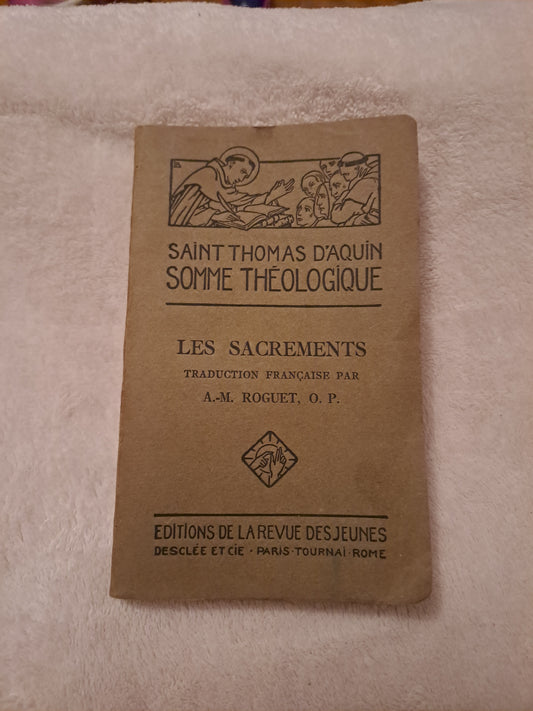 SAINT THOMAS D'AQUIN
SOMME THÉOLOGIQUE
LES SACREMENTS
TRADUCTION FRANÇAISE PAR
A.-M. ROGUET, O. P.
EDITIONS DE LA REVUE DES JEUNES
DESCLÉE ET CIE · PARIS · TOURNAI · ROME